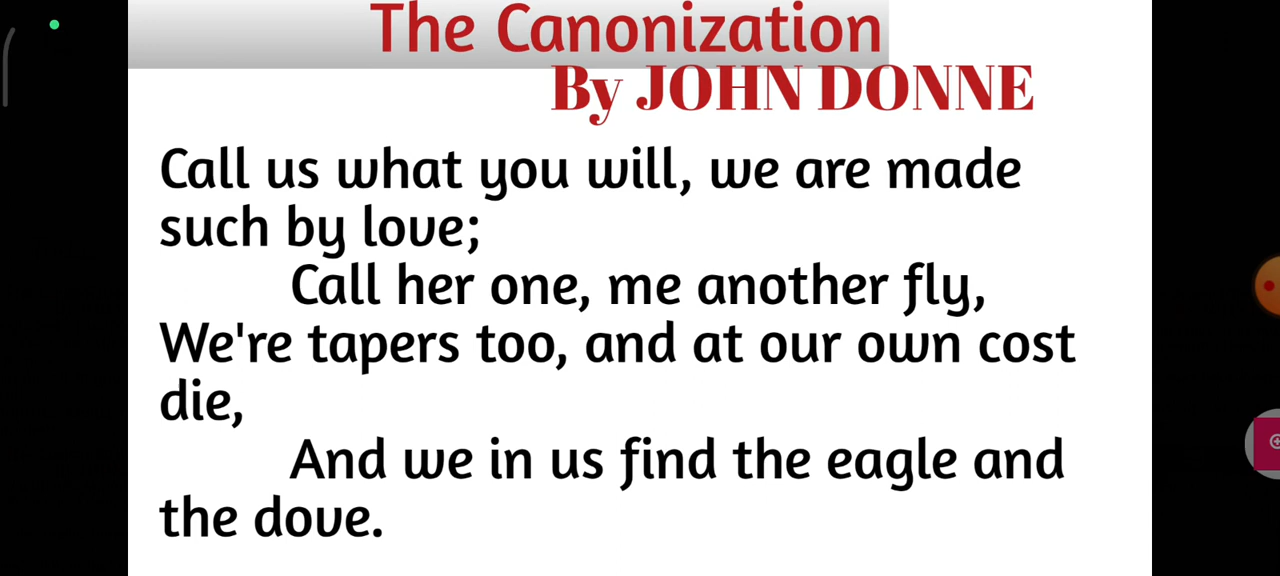 The Canonization
By JOHN DONNE
Call us what you will, we are made
such by love;
Call her one, me another fly,
We're tapers too, and at our own cost
die,
And we in us find the eagle and
the dove.